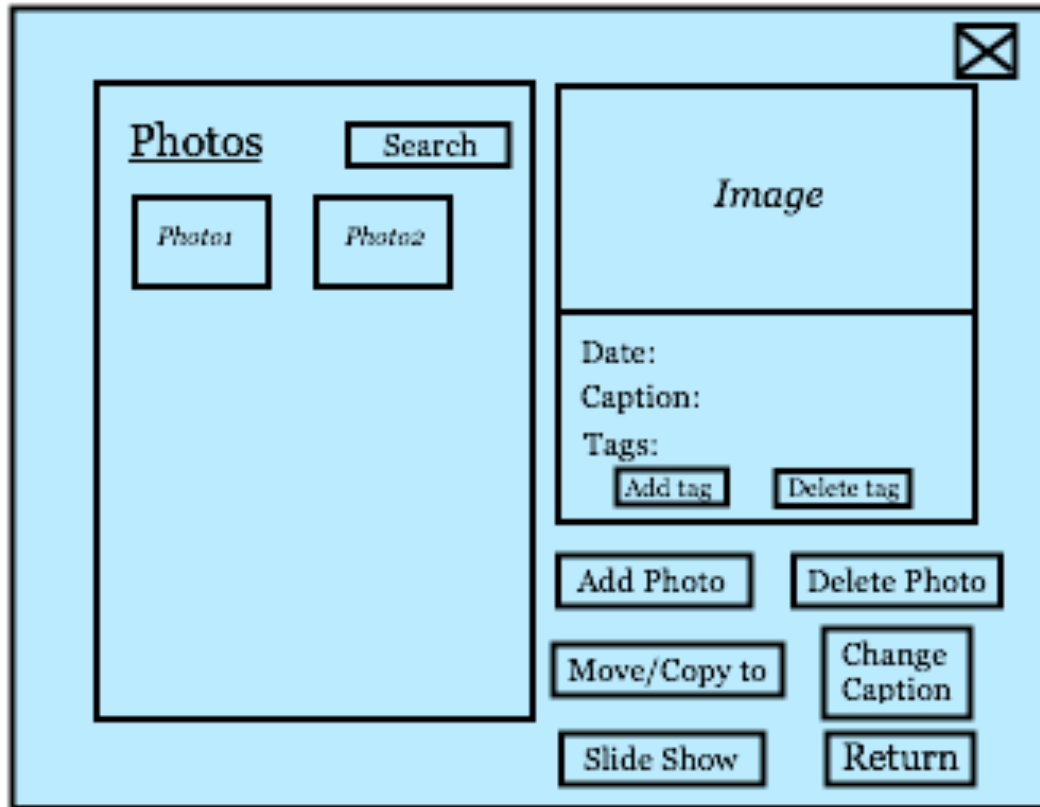 Photos
Search
Photo1
Photo2
Image
Date:
Caption:
Tags:
Add tag
Delete tag
Add Photo
Delete Photo
Move/Copy to
Change
Caption
Slide Show
Return